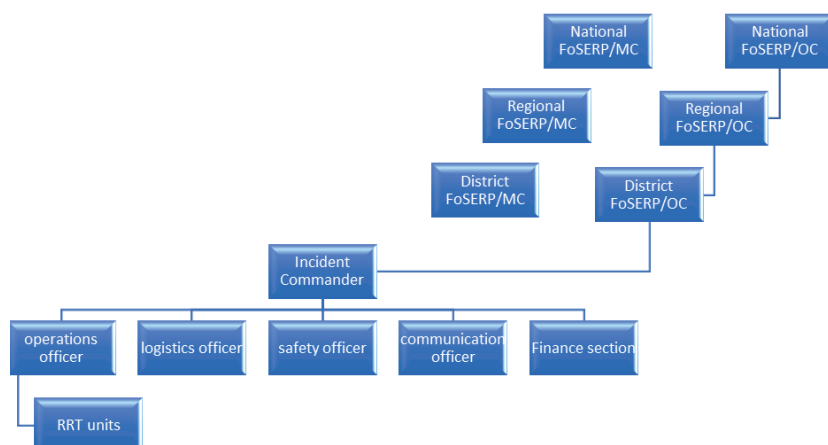 National
FoSERP/MC
National
FoSERP/OC
Regional
FoSERP/MC
Regional
FoSERP/OC
District
FoSERP/MC
District
FoSERP/OC
Incident
Commander
operations
officer
logistics officer
safety officer
communication
officer
Finance section
RRT units